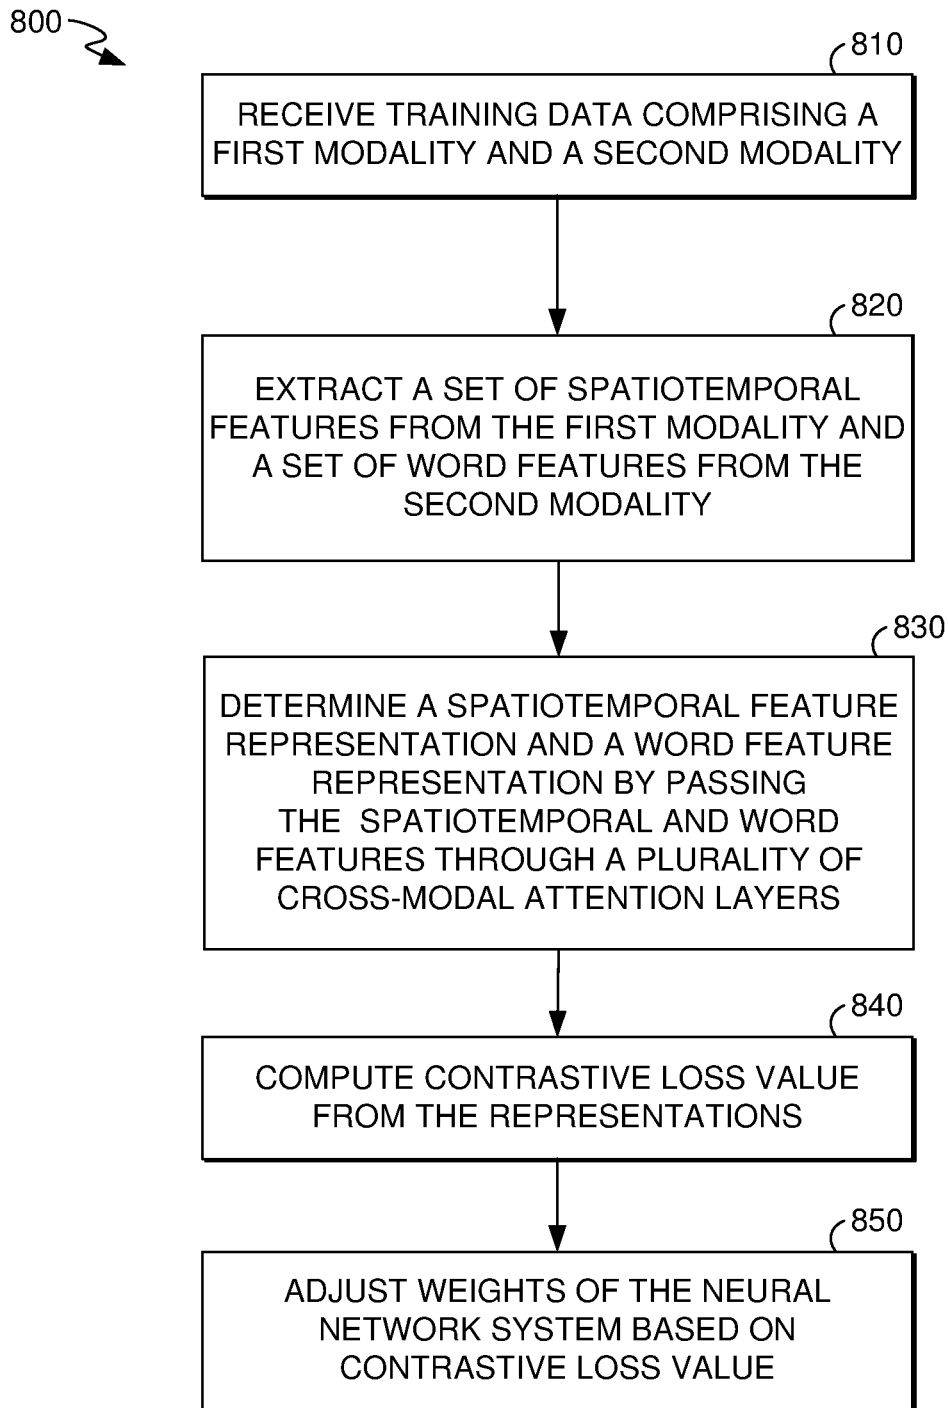 800
810
RECEIVE TRAINING DATA COMPRISING A
FIRST MODALITY AND A SECOND MODALITY
820
EXTRACT A SET OF SPATIOTEMPORAL
FEATURES FROM THE FIRST MODALITY AND
A SET OF WORD FEATURES FROM THE
SECOND MODALITY
830
DETERMINE A SPATIOTEMPORAL FEATURE
REPRESENTATION AND A WORD FEATURE
REPRESENTATION BY PASSING
THE SPATIOTEMPORAL AND WORD
FEATURES THROUGH A PLURALITY OF
CROSS-MODAL ATTENTION LAYERS
840
COMPUTE CONTRASTIVE LOSS VALUE
FROM THE REPRESENTATIONS
850
ADJUST WEIGHTS OF THE NEURAL
NETWORK SYSTEM BASED ON
CONTRASTIVE LOSS VALUE